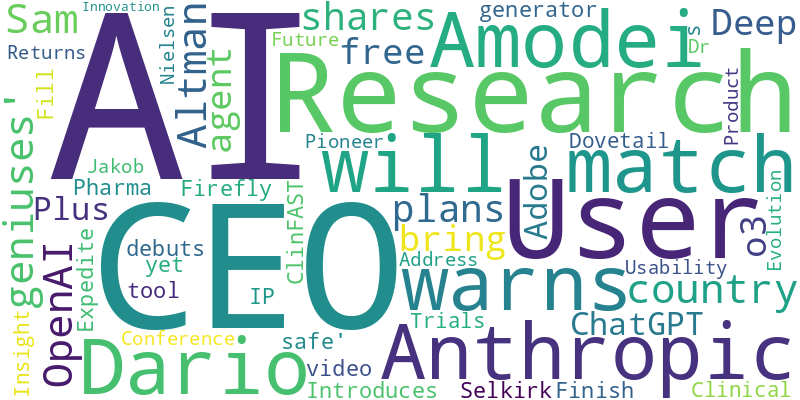 Innovation
Sam
AI
shares
generator
Deep
Returns
Nielsen
Altman
agent
Future
free
Amodei
s
Dr
Fill
Research
Product
geniuses'
Jakob
Pioneer
Dovetail
Pharma
Firefly
will
match
Plus
CEO
ClinFAST
plans
Adobe
User
o3
Evolution
OpenAI
Expedite
debuts
yet
tool
IP
bring
Address
warns
Usability
country
Insight
Conference
safe'
Trials
ChatGPT
Dario
video
Anthropic
Introduces
Selkirk
Finish
Clinical